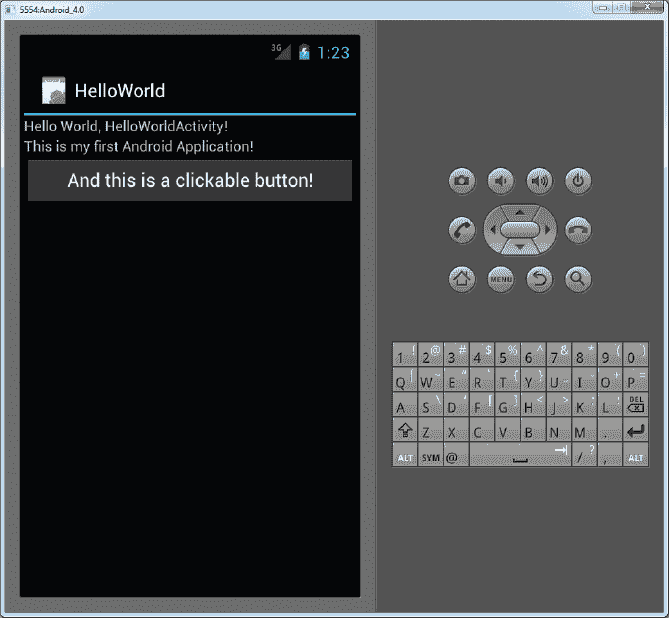 5554:Android_4.0
3G 1:23
HelloWorld
Hello World, HelloWorldActivity!
This is my first Android Application!
And this is a clickable button!
MENU
1 ! 2 @ 3 # 4 $ 5 % 6 ^ 7 & 8 * 9 ( 0 )
Q | W ~ E " R ` T { Y } U _ I - O + P =
A S \ D ' F [ G ] H < J > K ; L : DEL
Z X C V B N M .
ALT SYM @ / ? , ALT